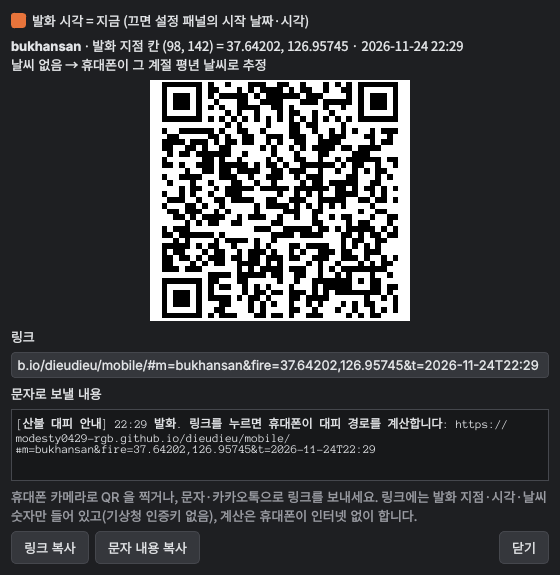 발화 시각 = 지금 (끄면 설정 패널의 시작 날짜·시각)
bukhansan · 발화 지점 칸 (98, 142) = 37.64202, 126.95745 · 2026-11-24 22:29
날씨 없음 → 휴대폰이 그 계절 평년 날씨로 추정
링크
b.io/dieudieu/mobile/#m=bukhansan&fire=37.64202,126.95745&t=2026-11-24T22:29
문자로 보낼 내용
[산불 대피 안내] 22:29 발화. 링크를 누르면 휴대폰이 대피 경로를 계산합니다: https://
modesty0429-rgb.github.io/dieudieu/mobile/
#m=bukhansan&fire=37.64202,126.95745&t=2026-11-24T22:29
휴대폰 카메라로 QR 을 찍거나, 문자·카카오톡으로 링크를 보내세요. 링크에는 발화 지점·시각·날씨
숫자만 들어 있고(기상청 인증키 없음), 계산은 휴대폰이 인터넷 없이 합니다.
링크 복사
문자 내용 복사
닫기